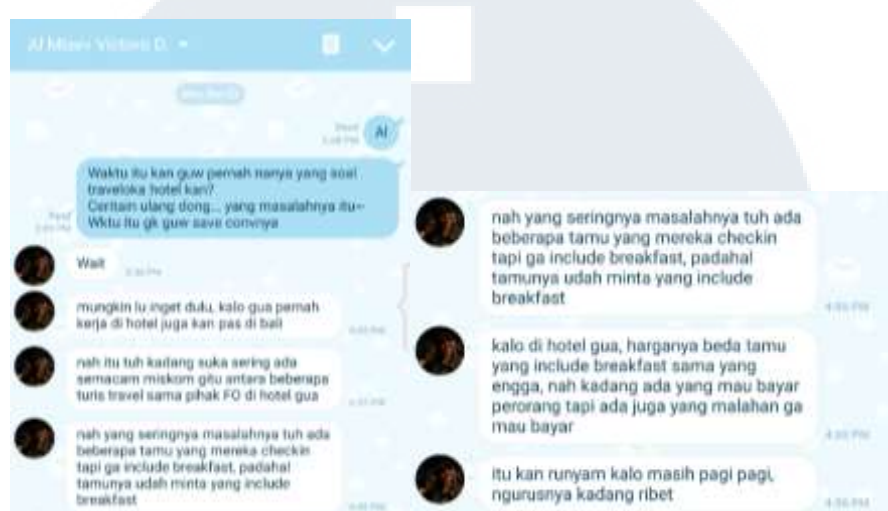 Al
Waktu itu kan guw pernah nanya yang soal
traveloka hotel kan?
Ceritain ulang dong... yang masalahnya itu~
Wktu itu gk guw save convnya
Wait
mungkin lu inget dulu, kalo gua pernah
kerja di hotel juga kan pas di bali
nah itu tuh kadang suka sering ada
semacam miskom gitu antara beberapa
turis travel sama pihak FO di hotel gua
nah yang seringnya masalahnya tuh ada
beberapa tamu yang mereka checkin
tapi ga include breakfast, padahal
tamunya udah minta yang include
breakfast
nah yang seringnya masalahnya tuh ada
beberapa tamu yang mereka checkin
tapi ga include breakfast, padahal
tamunya udah minta yang include
breakfast
kalo di hotel gua, harganya beda tamu
yang include breakfast sama yang
engga, nah kadang ada yang mau bayar
perorang tapi ada juga yang malahan ga
mau bayar
itu kan runyam kalo masih pagi pagi,
ngurusnya kadang ribet